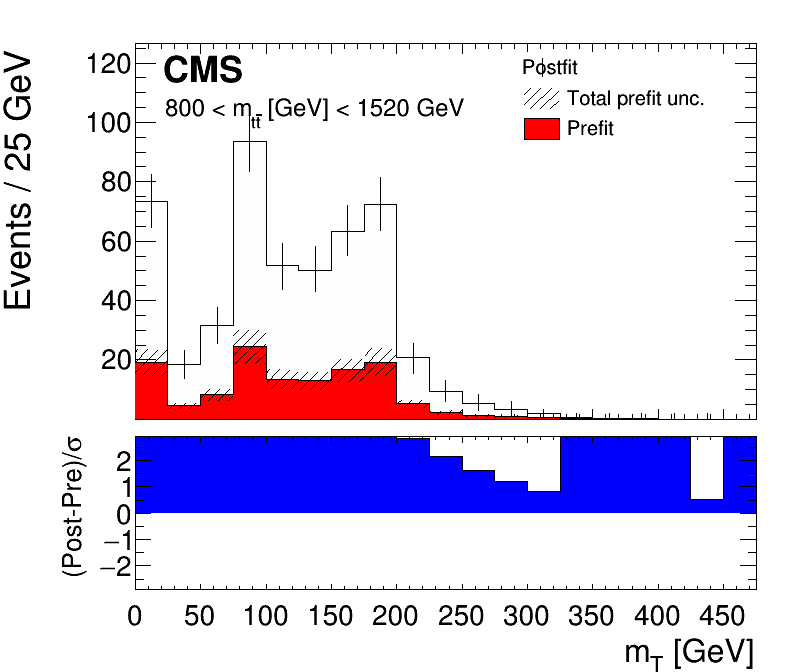 CMS
800 < m_tt̄ [GeV] < 1520 GeV
Postfit
Total prefit unc.
Prefit
Events / 25 GeV
120
100
80
60
40
20
(Post-Pre)/σ
2
1
0
−1
−2
0 50 100 150 200 250 300 350 400 450
m_T [GeV]